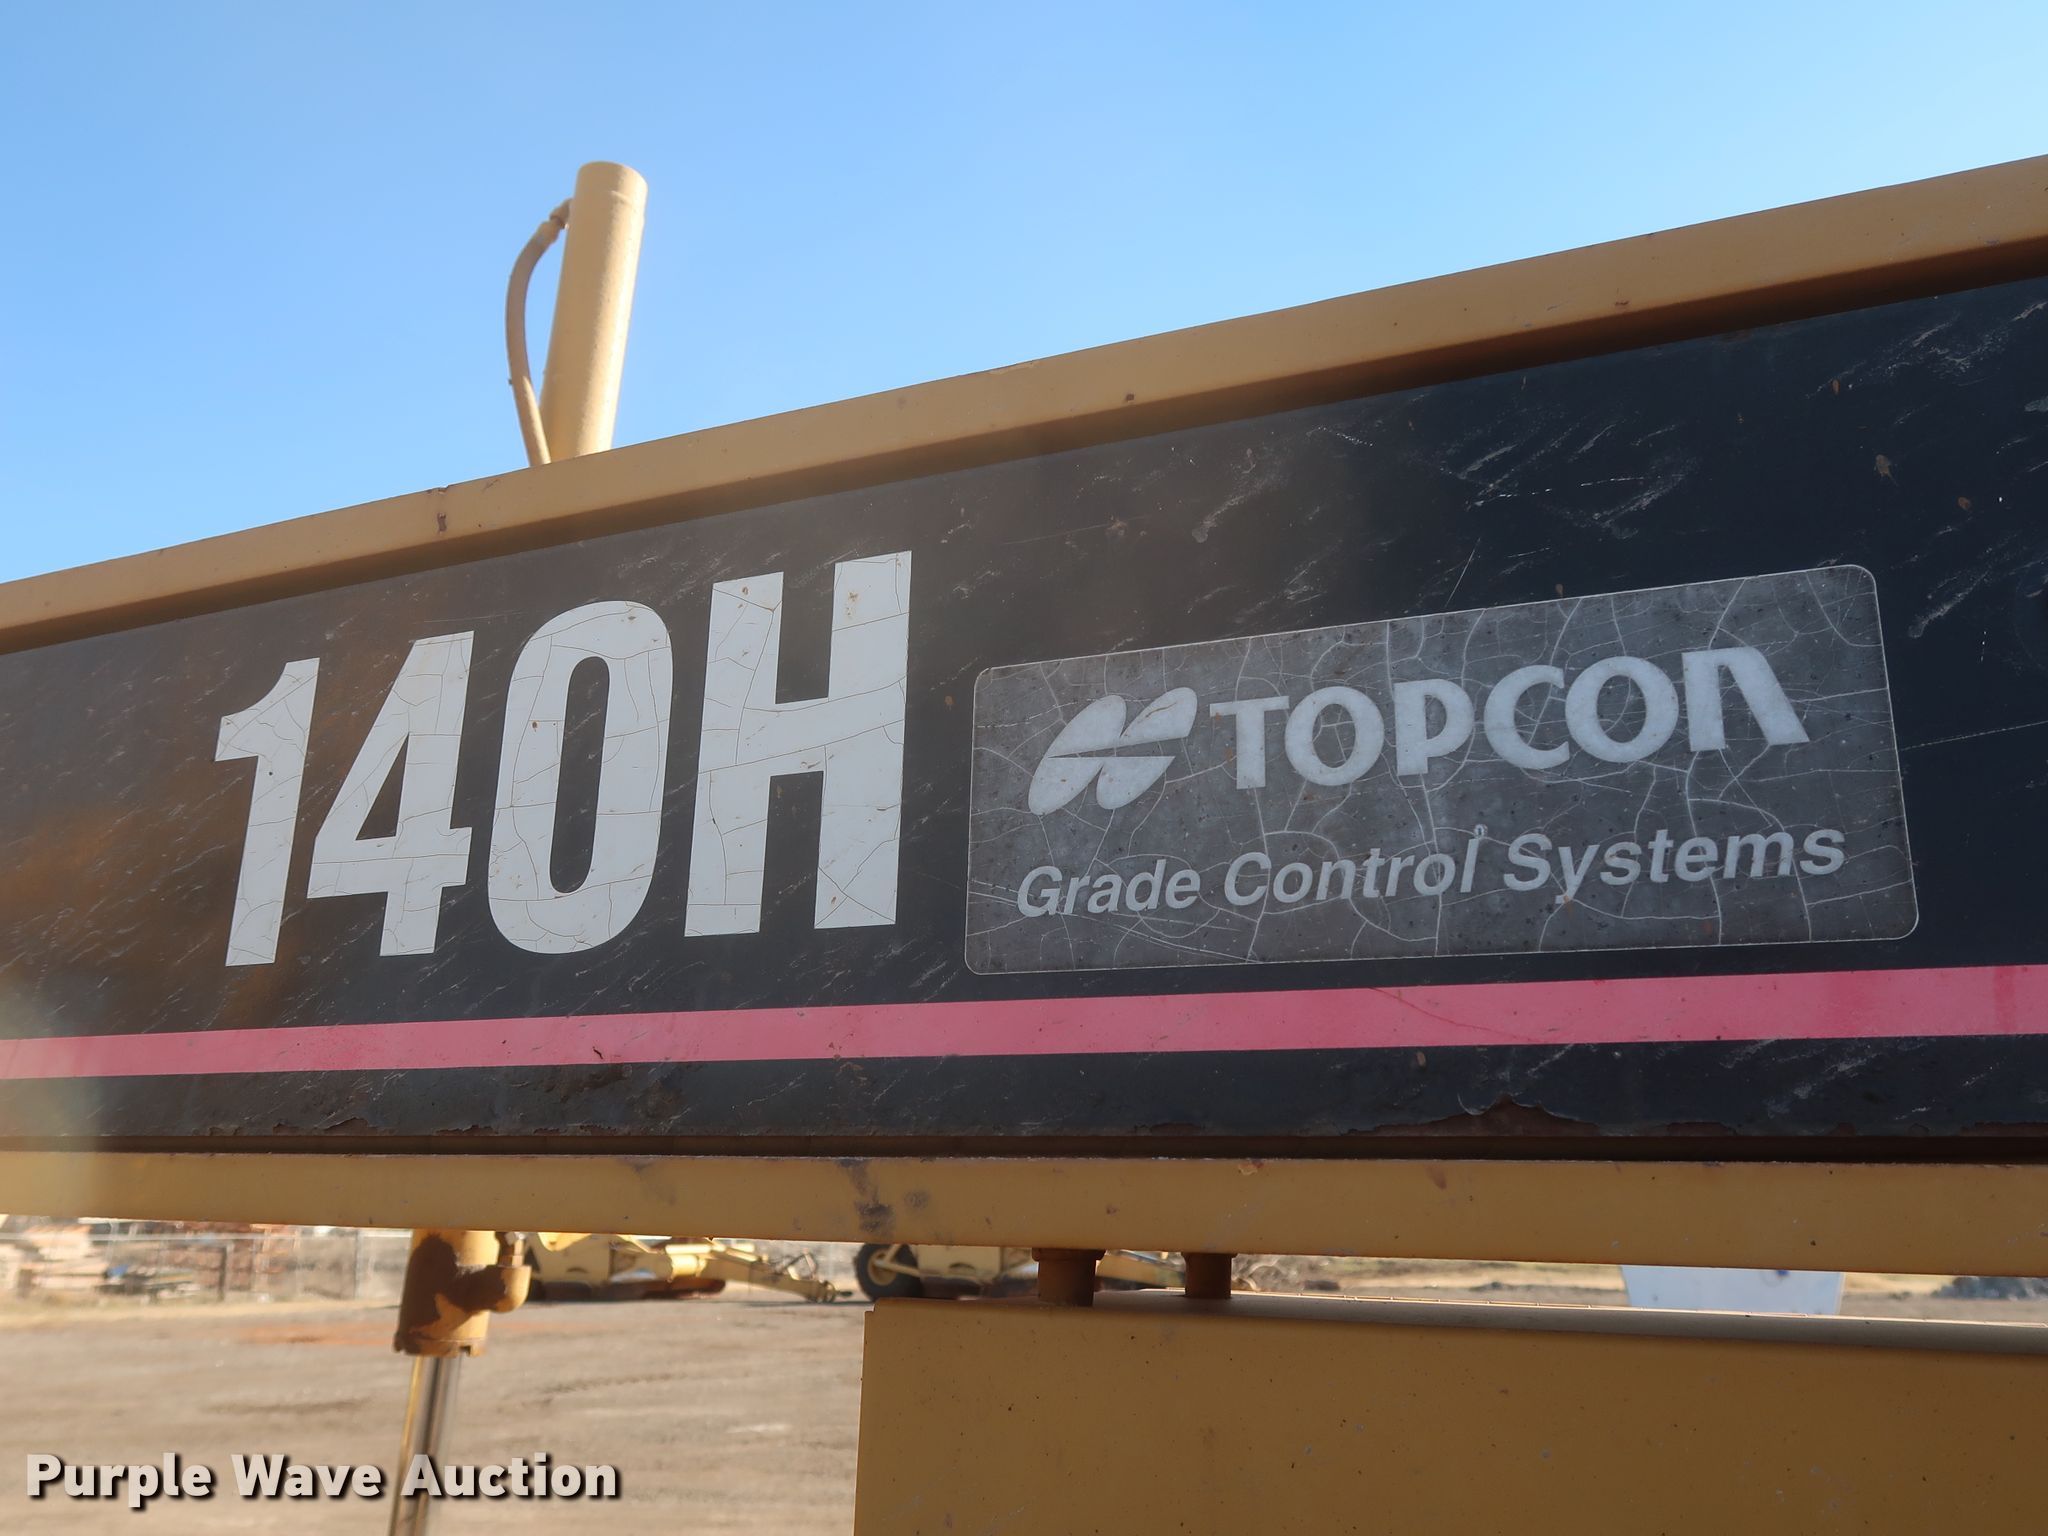 140H
TOPCON
Grade Control Systems
Purple Wave Auction